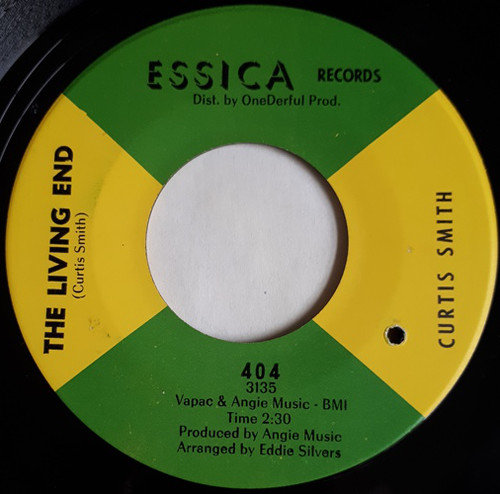 ESSICA RECORDS
Dist. by OneDerful Prod.
THE LIVING END
(Curtis Smith)
CURTIS SMITH
404
3135
Vapac & Angie Music - BMI
Time 2:30
Produced by Angie Music
Arranged by Eddie Silvers